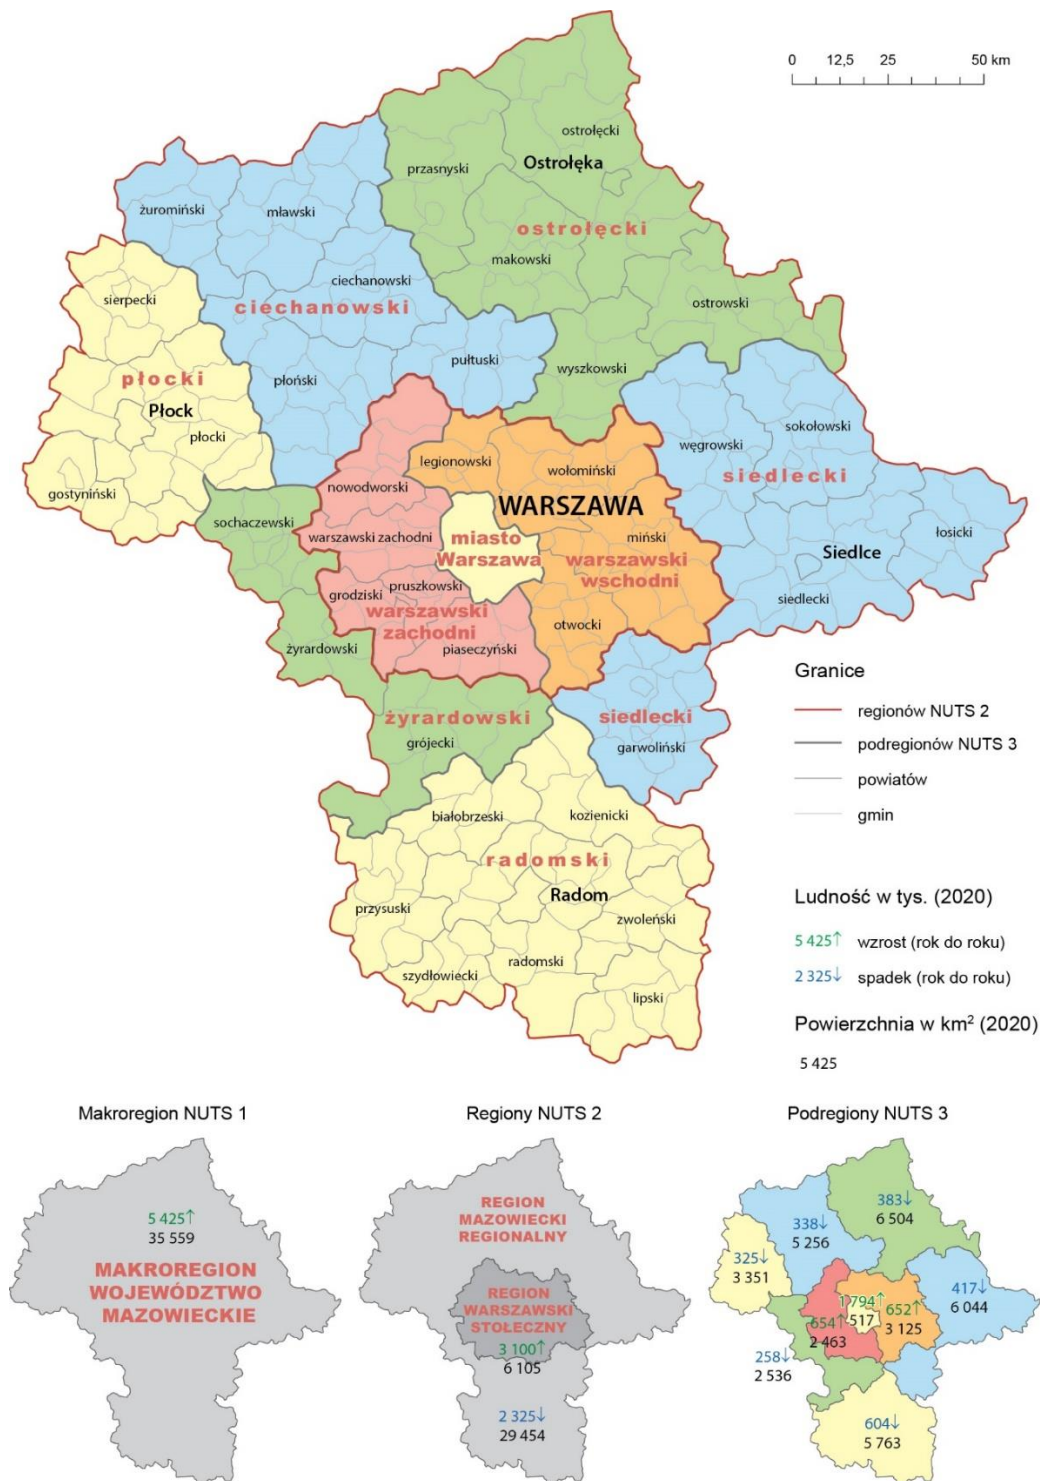 0 12,5 25 50 km
ostrołęcki
Ostrołęka
przasnyski
żuromiński
mławski
ostrołęcki
makowski
ciechanowski
sierpecki
ciechanowski
ostrowski
pułtuski
wyszkowski
płocki
płoński
Płock
płocki
sokołowski
węgrowski
siedlecki
legionowski
wołomiński
gostyniński
nowodworski
WARSZAWA
sochaczewski
łosicki
warszawski zachodni
miasto
Warszawa
miński
Siedlce
warszawski
wschodni
pruszkowski
grodziski
siedlecki
warszawski
zachodni
otwocki
żyrardowski
piaseczyński
Granice
regionów NUTS 2
podregionów NUTS 3
powiatów
gmin
żyrardowski
siedlecki
grójecki
garwoliński
białobrzeski
kozienicki
radomski
Radom
przysuski
zwoleński
radomski
szydłowiecki
lipski
Ludność w tys. (2020)
5 425↑ wzrost (rok do roku)
2 325↓ spadek (rok do roku)
Powierzchnia w km² (2020)
5 425
Makroregion NUTS 1
5 425↑
35 559
MAKROREGION
WOJEWÓDZTWO
MAZOWIECKIE
Regiony NUTS 2
REGION
MAZOWIECKI
REGIONALNY
REGION
WARSZAWSKI
STOŁECZNY
3 100↑
6 105
2 325↓
29 454
Podregiony NUTS 3
383↓
6 504
338↓
5 256
325↓
3 351
417↓
6 044
1 794↑
517
652↑
3 125
654↑
2 463
258↓
2 536
604↓
5 763